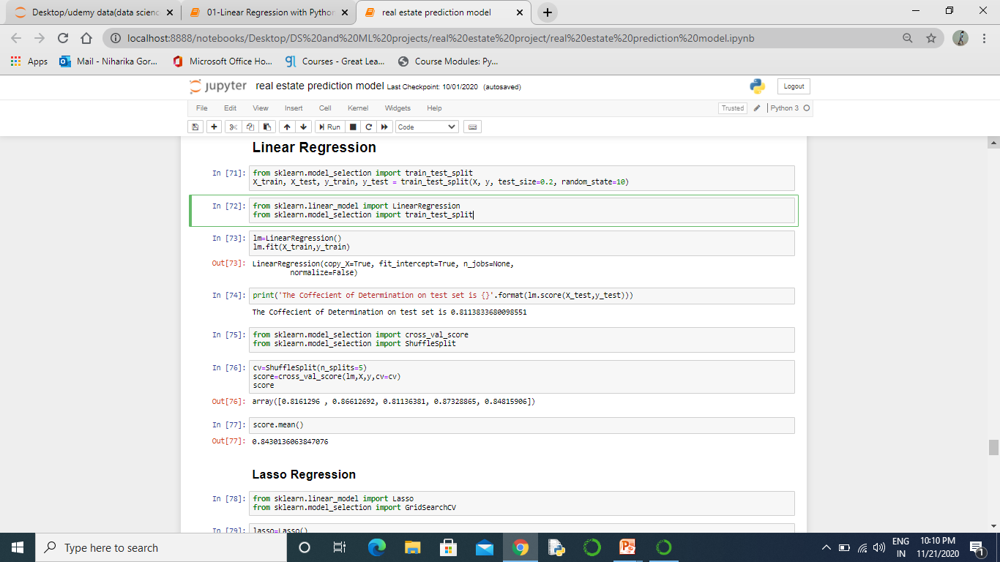 Desktop/udemy data(data scienc
01-Linear Regression with Python
real estate prediction model
localhost:8888/notebooks/Desktop/DS%20and%20ML%20projects/real%20estate%20project/real%20estate%20prediction%20model.ipynb
Apps
Mail - Niharika Gor...
Microsoft Office Ho...
gl Courses - Great Lea...
Course Modules: Py...
jupyter real estate prediction model Last Checkpoint: 10/01/2020 (autosaved)
Logout
File Edit View Insert Cell Kernel Widgets Help
Trusted
Python 3
Run
Code
Linear Regression
In [71]: from sklearn.model_selection import train_test_split
X_train, X_test, y_train, y_test = train_test_split(X, y, test_size=0.2, random_state=10)
In [72]: from sklearn.linear_model import LinearRegression
from sklearn.model_selection import train_test_split
In [73]: lm=LinearRegression()
lm.fit(X_train,y_train)
Out[73]: LinearRegression(copy_X=True, fit_intercept=True, n_jobs=None,
normalize=False)
In [74]: print('The Coffecient of Determination on test set is {}'.format(lm.score(X_test,y_test)))
The Coffecient of Determination on test set is 0.8113833680098551
In [75]: from sklearn.model_selection import cross_val_score
from sklearn.model_selection import ShuffleSplit
In [76]: cv=ShuffleSplit(n_splits=5)
score=cross_val_score(lm,X,y,cv=cv)
score
Out[76]: array([0.8161296 , 0.86612692, 0.81136381, 0.87328865, 0.84815906])
In [77]: score.mean()
Out[77]: 0.8430136063847076
Lasso Regression
In [78]: from sklearn.linear_model import Lasso
from sklearn.model_selection import GridSearchCV
In [79]: lasso=Lasso()
Type here to search
ENG
IN
10:10 PM
11/21/2020
1